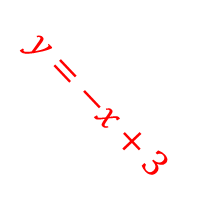 y = −x + 3